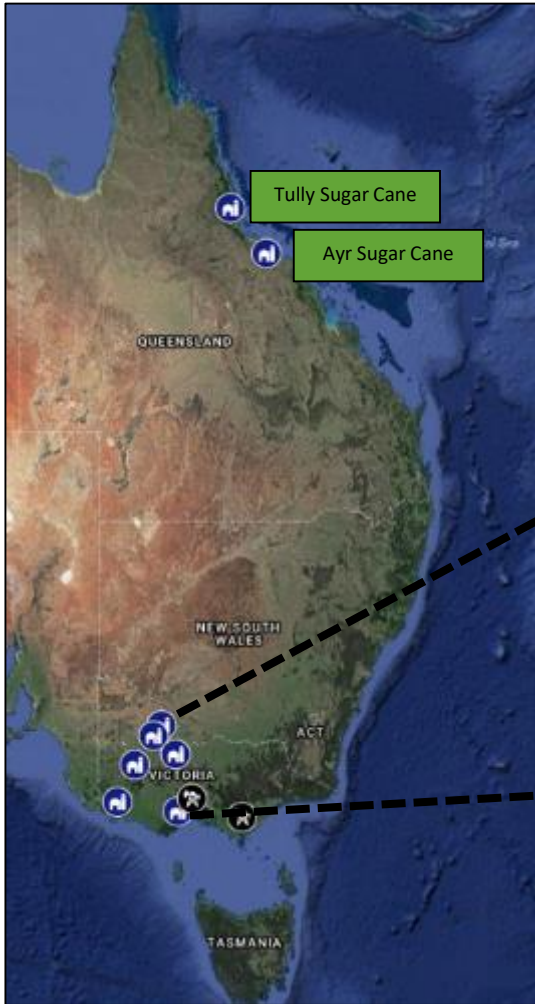 Tully Sugar Cane
Ayr Sugar Cane
QUEENSLAND
NEW SOUTH
WALES
ACT
VICTORIA
TASMANIA